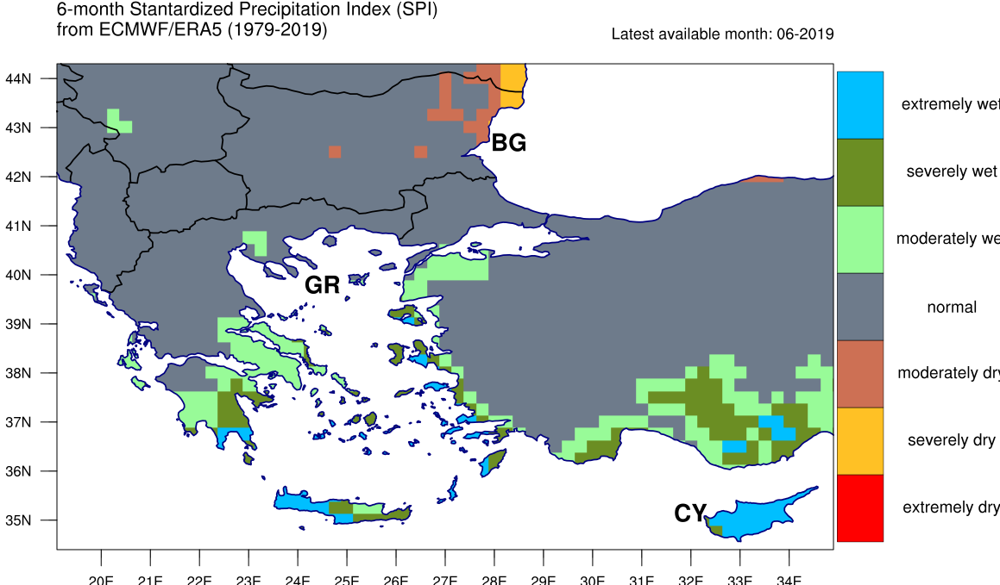 6-month Stantardized Precipitation Index (SPI)
from ECMWF/ERA5 (1979-2019)
Latest available month: 06-2019
44N
43N
42N
41N
40N
39N
38N
37N
36N
35N
BG
GR
CY
extremely wet
severely wet
moderately we
normal
moderately dry
severely dry
extremely dry
20E 21E 22E 23E 24E 25E 26E 27E 28E 29E 30E 31E 32E 33E 34E